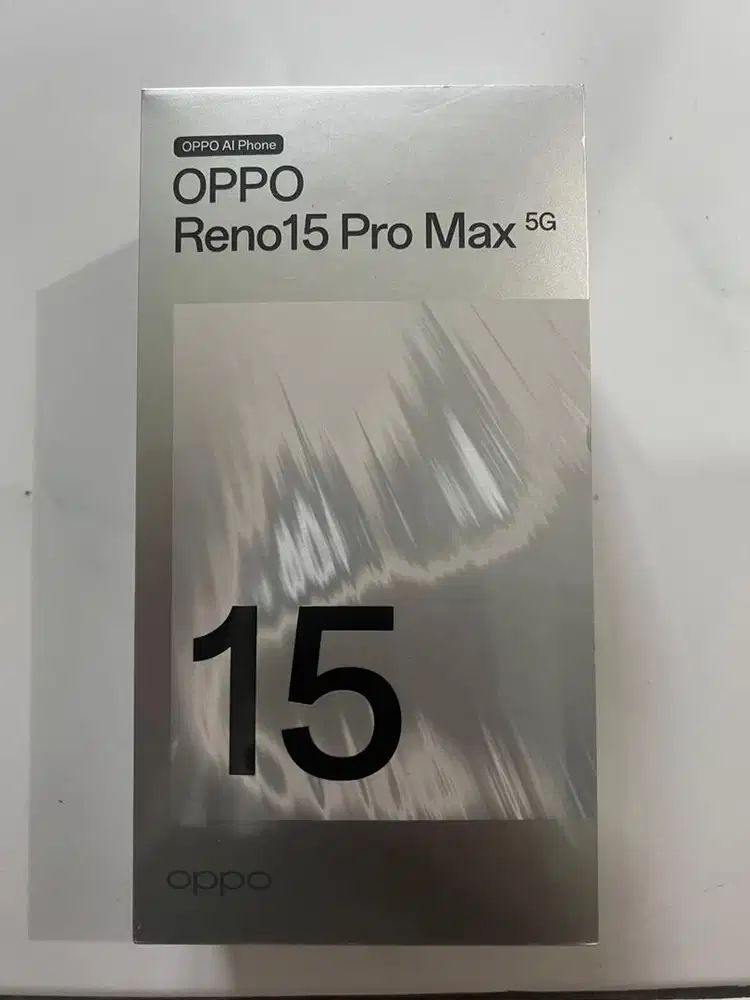 OPPO AI Phone
OPPO
Reno15 Pro Max 5G
15
oppo